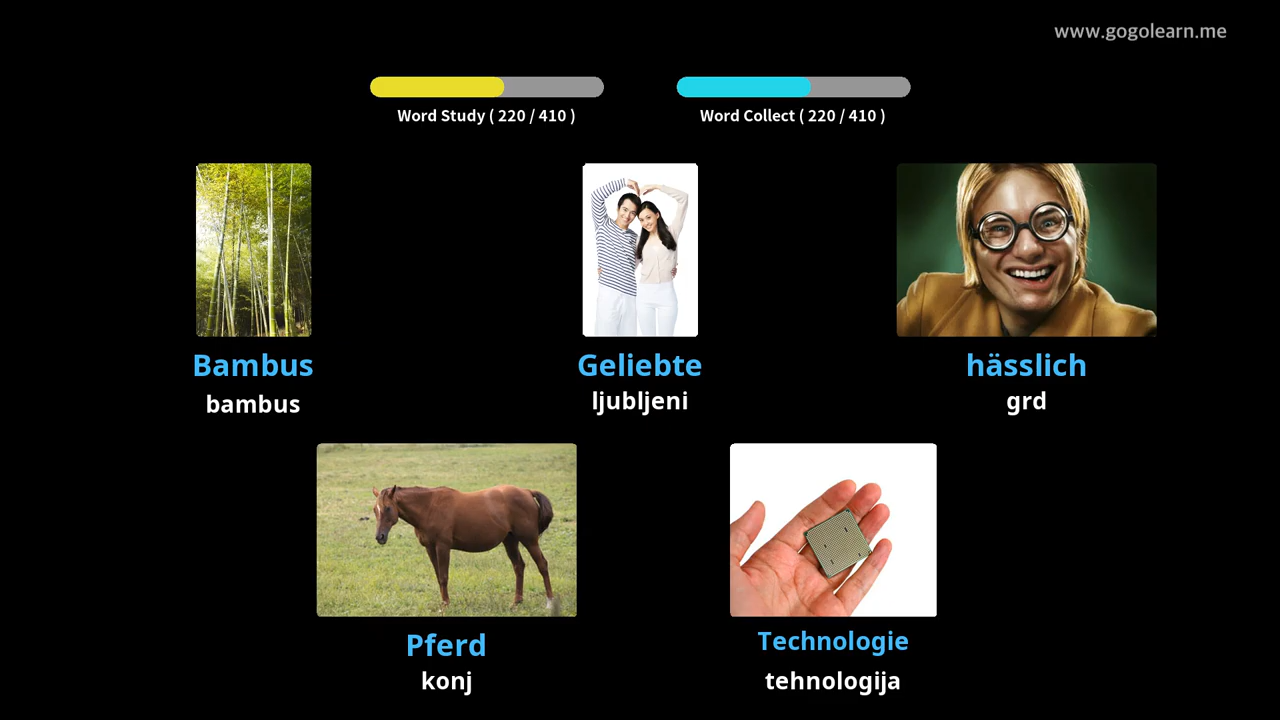 www.gogolearn.me
Word Study ( 220 / 410 )
Word Collect ( 220 / 410 )
Bambus
bambus
Geliebte
ljubljeni
hässlich
grd
Pferd
konj
Technologie
tehnologija